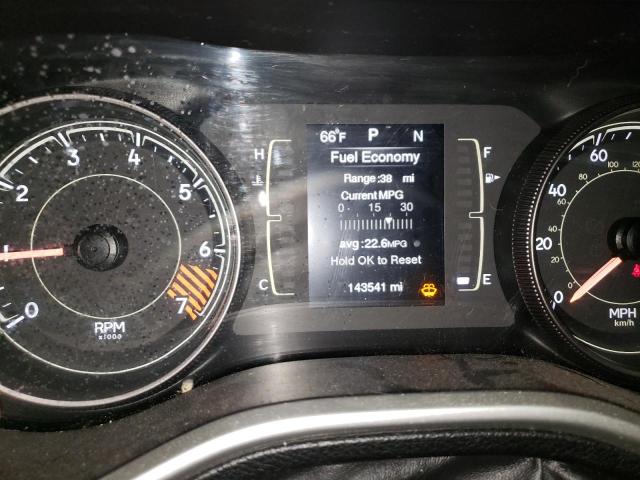 66°F P N
Fuel Economy
Range:38 mi
Current MPG
0 15 30
avg:22.6MPG
Hold OK to Reset
143541 mi
H
C
F
E
0 1 2 3 4 5 6 7
RPM
x1000
0 20 40 60
MPH
km/h